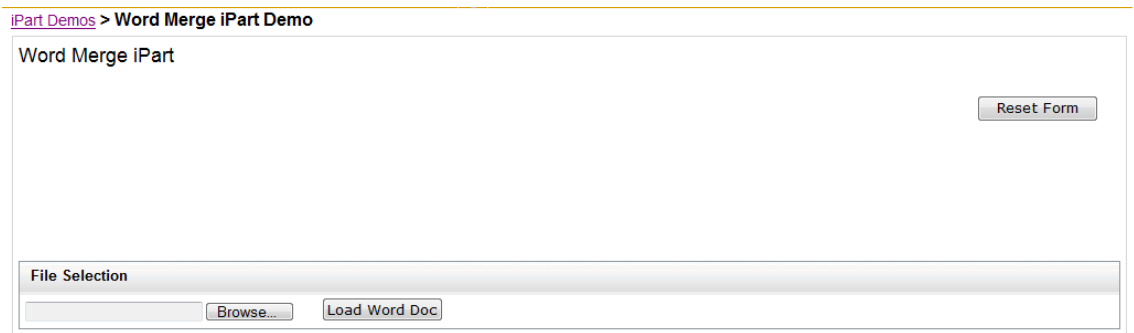 iPart Demos > Word Merge iPart Demo
Word Merge iPart
Reset Form
File Selection
Browse... Load Word Doc